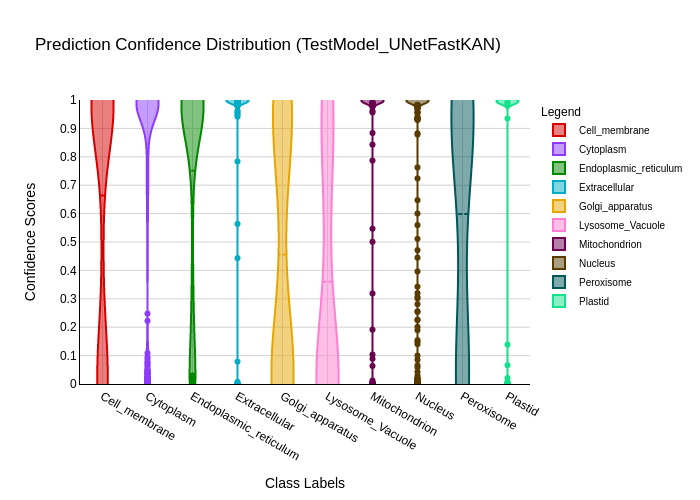 Prediction Confidence Distribution (TestModel_UNetFastKAN)
Confidence Scores
1
0.9
0.8
0.7
0.6
0.5
0.4
0.3
0.2
0.1
0
Cell_membrane
Cytoplasm
Endoplasmic_reticulum
Extracellular
Golgi_apparatus
Lysosome_Vacuole
Mitochondrion
Nucleus
Peroxisome
Plastid
Class Labels
Legend
Cell_membrane
Cytoplasm
Endoplasmic_reticulum
Extracellular
Golgi_apparatus
Lysosome_Vacuole
Mitochondrion
Nucleus
Peroxisome
Plastid